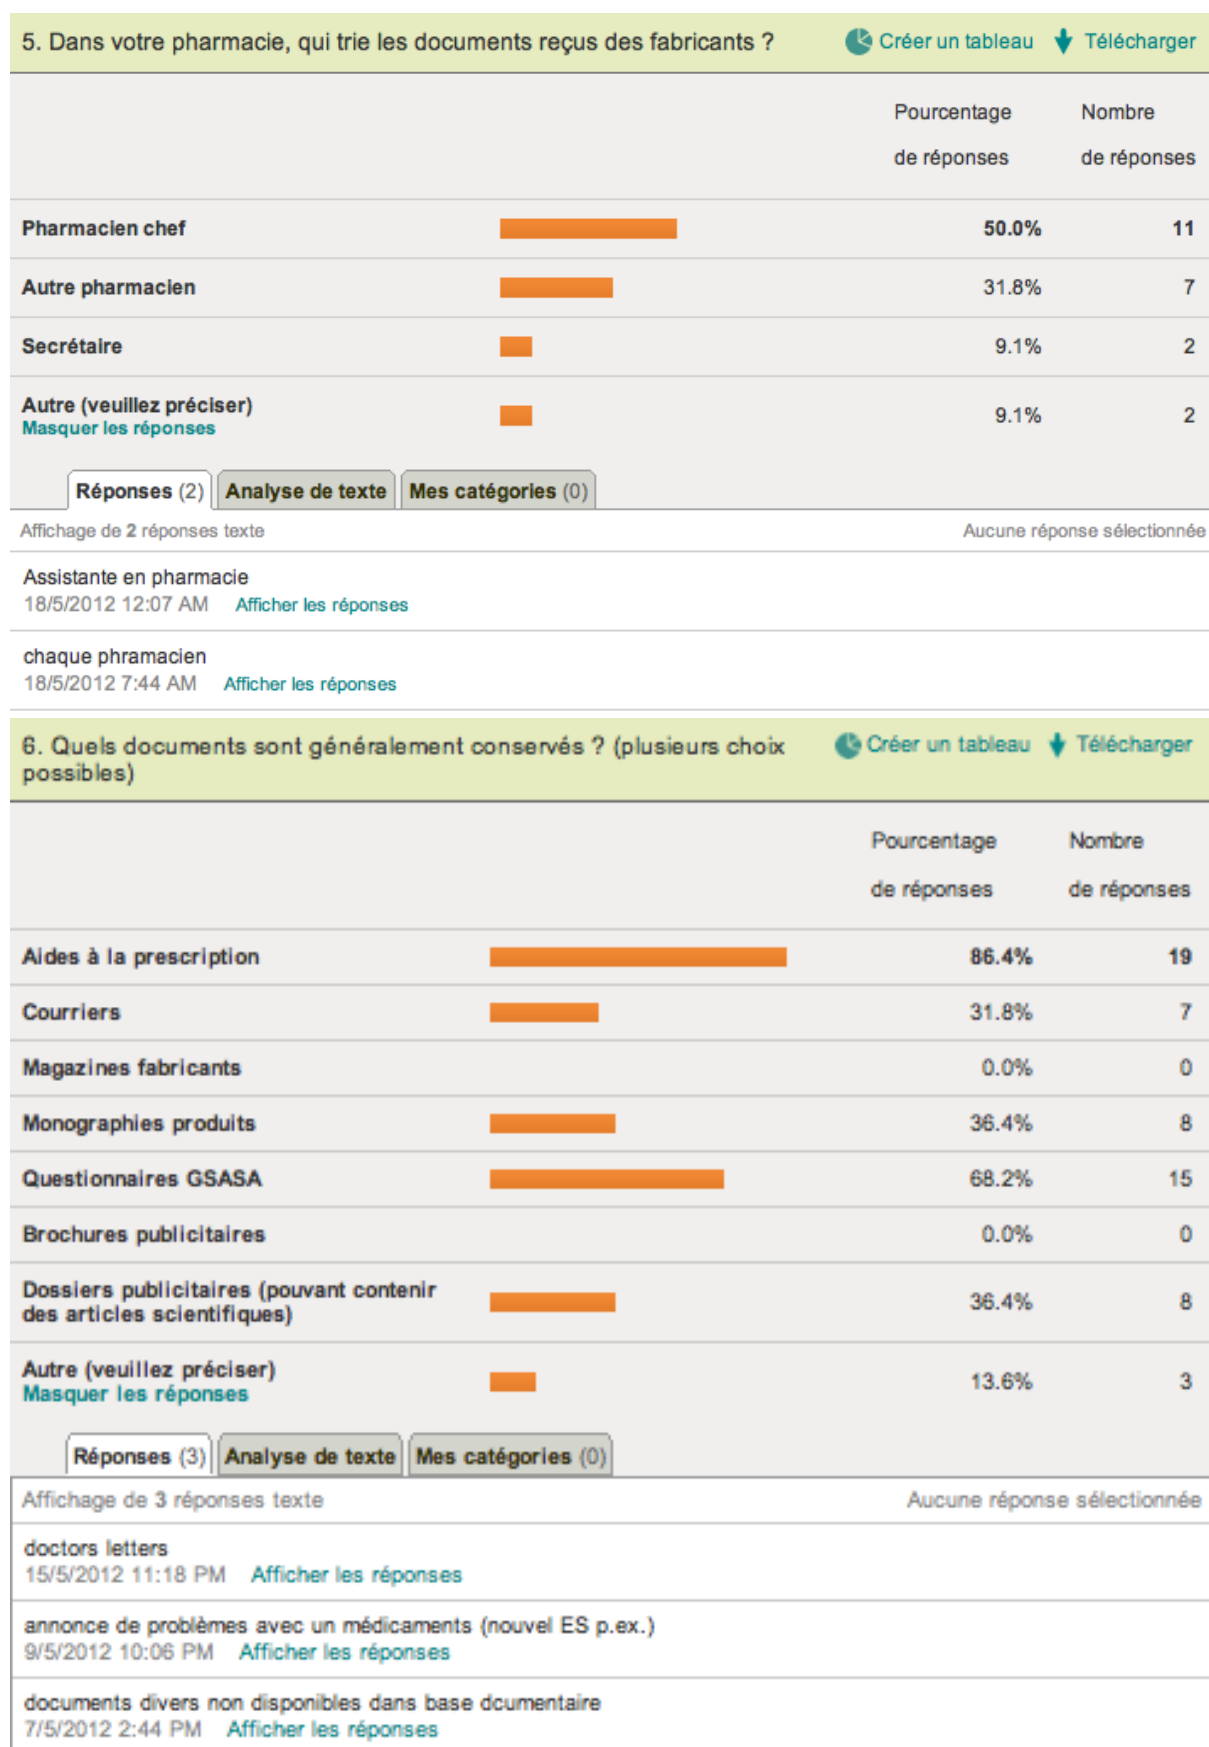 5. Dans votre pharmacie, qui trie les documents reçus des fabricants ? Créer un tableau Télécharger
Pourcentage Nombre
de réponses de réponses
Pharmacien chef 50.0% 11
Autre pharmacien 31.8% 7
Secrétaire 9.1% 2
Autre (veuillez préciser) 9.1% 2
Masquer les réponses
Réponses (2) Analyse de texte Mes catégories (0)
Affichage de 2 réponses texte Aucune réponse sélectionnée
Assistante en pharmacie
18/5/2012 12:07 AM Afficher les réponses
chaque phramacien
18/5/2012 7:44 AM Afficher les réponses
6. Quels documents sont généralement conservés ? (plusieurs choix Créer un tableau Télécharger
possibles)
Pourcentage Nombre
de réponses de réponses
Aides à la prescription 86.4% 19
Courriers 31.8% 7
Magazines fabricants 0.0% 0
Monographies produits 36.4% 8
Questionnaires GSASA 68.2% 15
Brochures publicitaires 0.0% 0
Dossiers publicitaires (pouvant contenir
des articles scientifiques) 36.4% 8
Autre (veuillez préciser) 13.6% 3
Masquer les réponses
Réponses (3) Analyse de texte Mes catégories (0)
Affichage de 3 réponses texte Aucune réponse sélectionnée
doctors letters
15/5/2012 11:18 PM Afficher les réponses
annonce de problèmes avec un médicaments (nouvel ES p.ex.)
9/5/2012 10:06 PM Afficher les réponses
documents divers non disponibles dans base dcumentaire
7/5/2012 2:44 PM Afficher les réponses